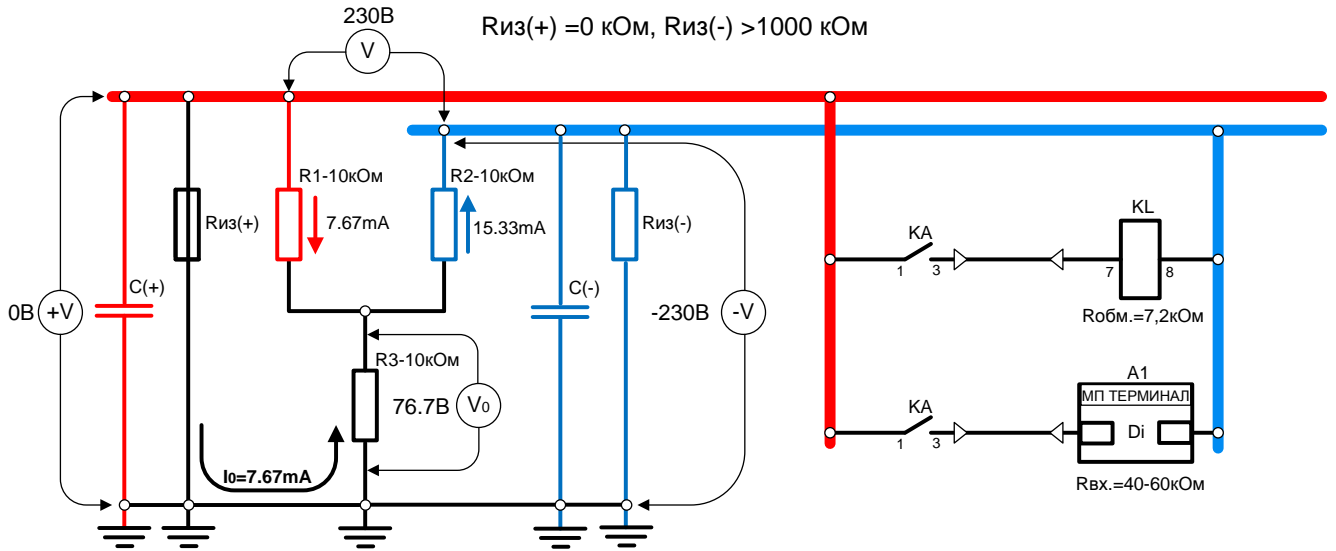 230В
V
Rиз(+) =0 кОм, Rиз(-) >1000 кОм
R1-10кОм
7.67mA
R2-10кОм
15.33mA
Rиз(+)
Rиз(-)
C(+)
C(-)
0В
+V
-230В
-V
R3-10кОм
76.7В
V0
I0=7.67mA
KA
1
3
KL
7
8
Rобм.=7,2кОм
KA
1
3
A1
МП ТЕРМИНАЛ
Di
Rвх.=40-60кОм